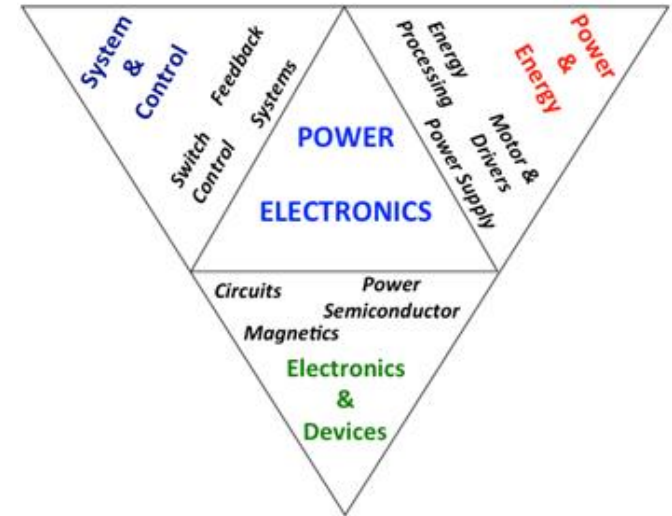 System
&
Control
Feedback
Systems
Switch
Control
POWER
ELECTRONICS
Energy
Processing
Power
&
Energy
Motor &
Drivers
Power Supply
Circuits
Power
Semiconductor
Magnetics
Electronics
&
Devices